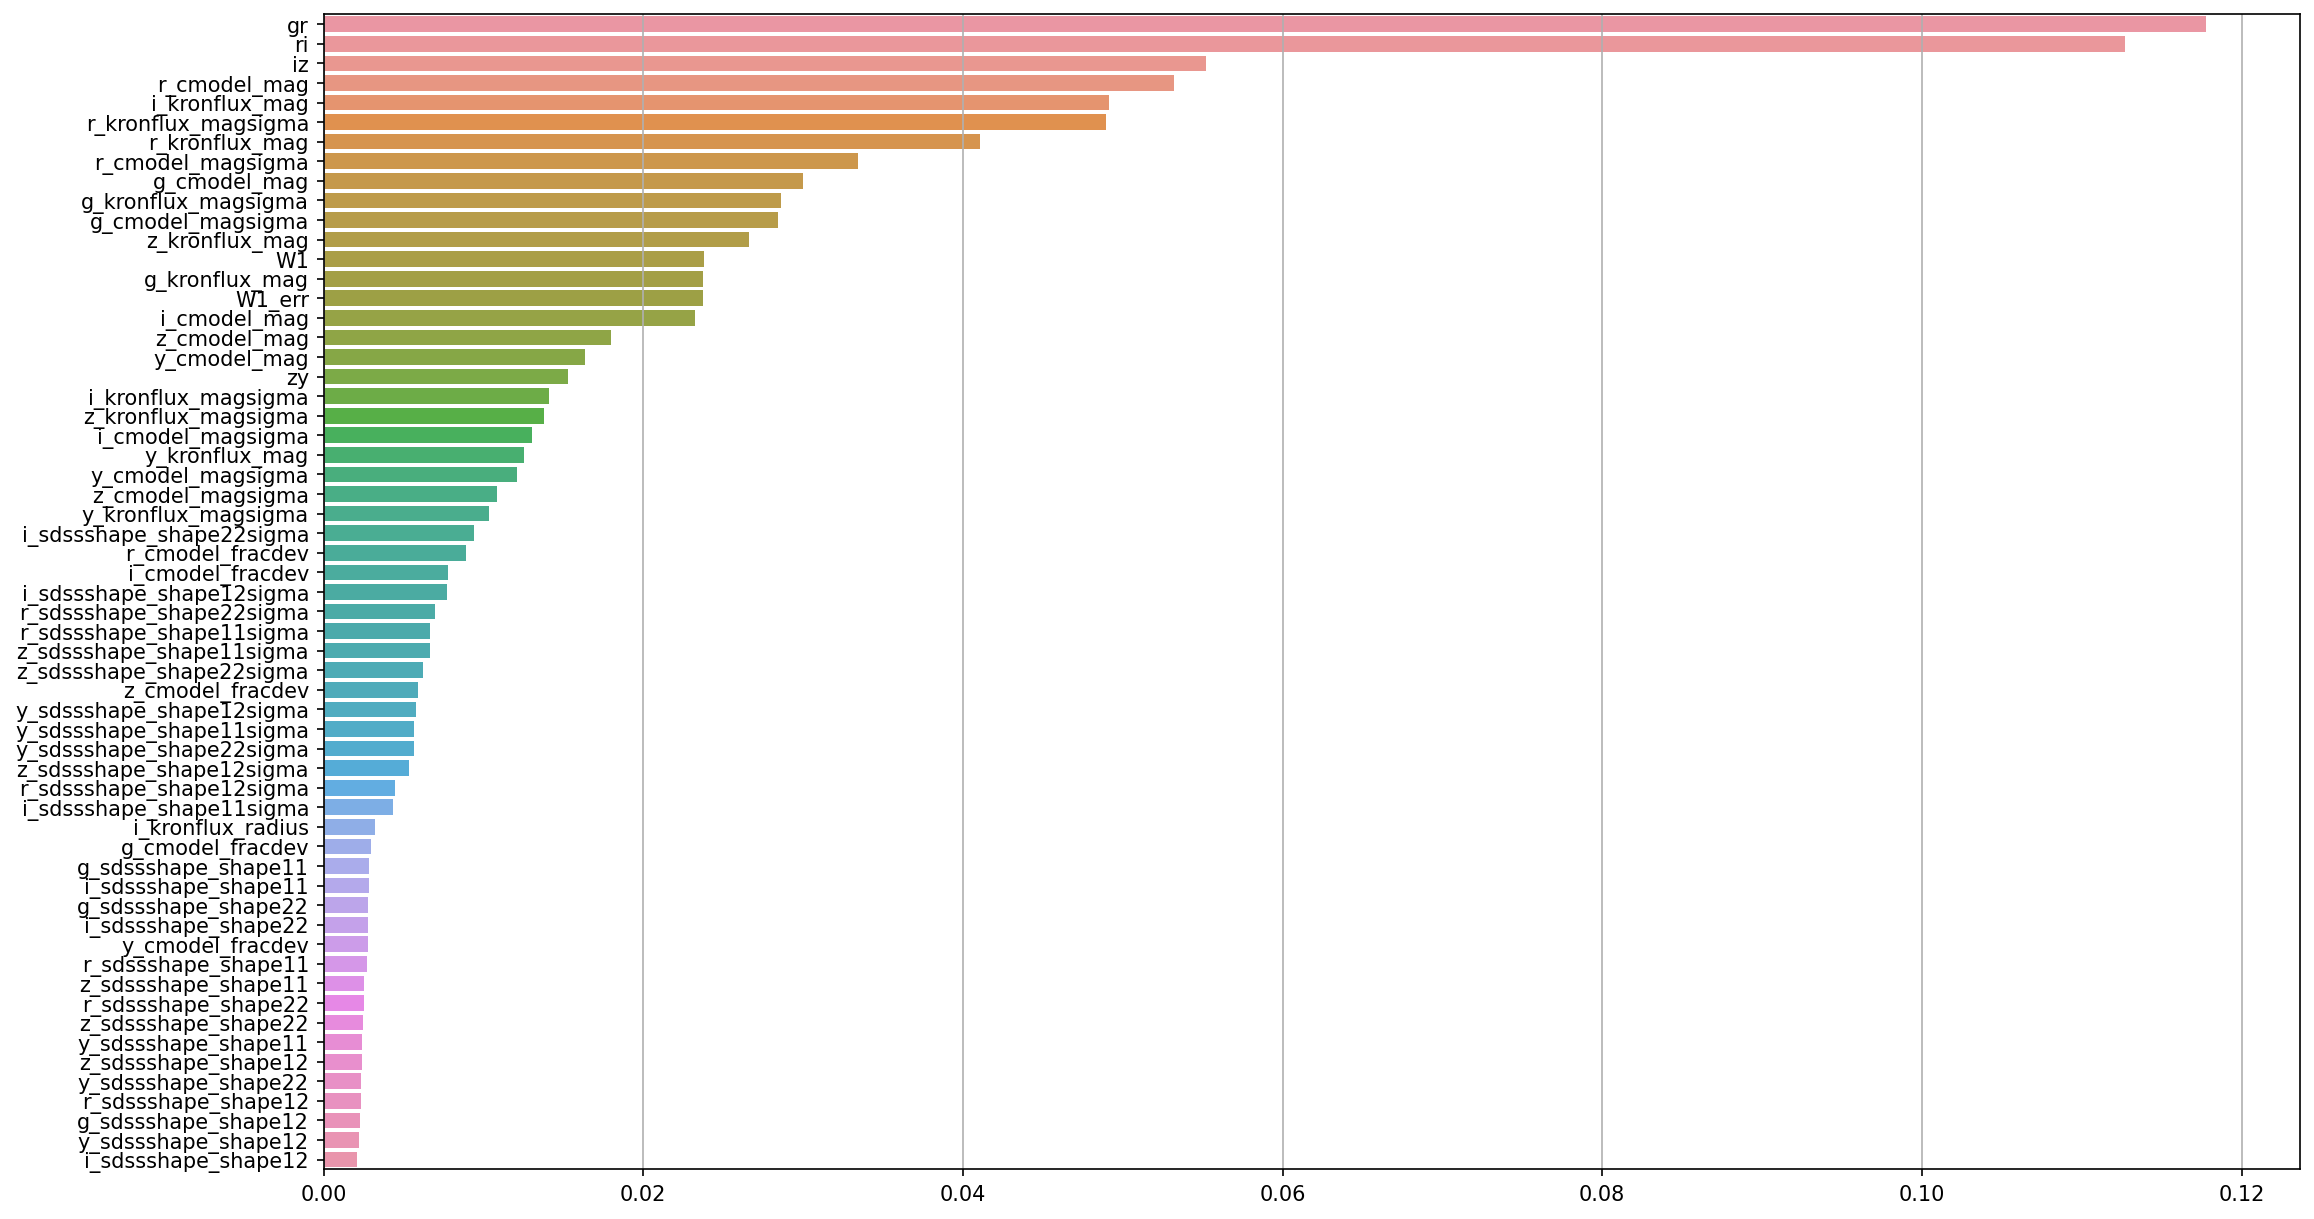 gr
ri
iz
r_cmodel_mag
i_kronflux_mag
r_kronflux_magsigma
r_kronflux_mag
r_cmodel_magsigma
g_cmodel_mag
g_kronflux_magsigma
g_cmodel_magsigma
z_kronflux_mag
W1
g_kronflux_mag
W1_err
i_cmodel_mag
z_cmodel_mag
y_cmodel_mag
zy
i_kronflux_magsigma
z_kronflux_magsigma
i_cmodel_magsigma
y_kronflux_mag
y_cmodel_magsigma
z_cmodel_magsigma
y_kronflux_magsigma
i_sdssshape_shape22sigma
r_cmodel_fracdev
i_cmodel_fracdev
i_sdssshape_shape12sigma
r_sdssshape_shape22sigma
r_sdssshape_shape11sigma
z_sdssshape_shape11sigma
z_sdssshape_shape22sigma
z_cmodel_fracdev
y_sdssshape_shape12sigma
y_sdssshape_shape11sigma
y_sdssshape_shape22sigma
z_sdssshape_shape12sigma
r_sdssshape_shape12sigma
i_sdssshape_shape11sigma
i_kronflux_radius
g_cmodel_fracdev
g_sdssshape_shape11
i_sdssshape_shape11
g_sdssshape_shape22
i_sdssshape_shape22
y_cmodel_fracdev
r_sdssshape_shape11
z_sdssshape_shape11
r_sdssshape_shape22
z_sdssshape_shape22
y_sdssshape_shape11
z_sdssshape_shape12
y_sdssshape_shape22
r_sdssshape_shape12
g_sdssshape_shape12
y_sdssshape_shape12
i_sdssshape_shape12
0.00 0.02 0.04 0.06 0.08 0.10 0.12